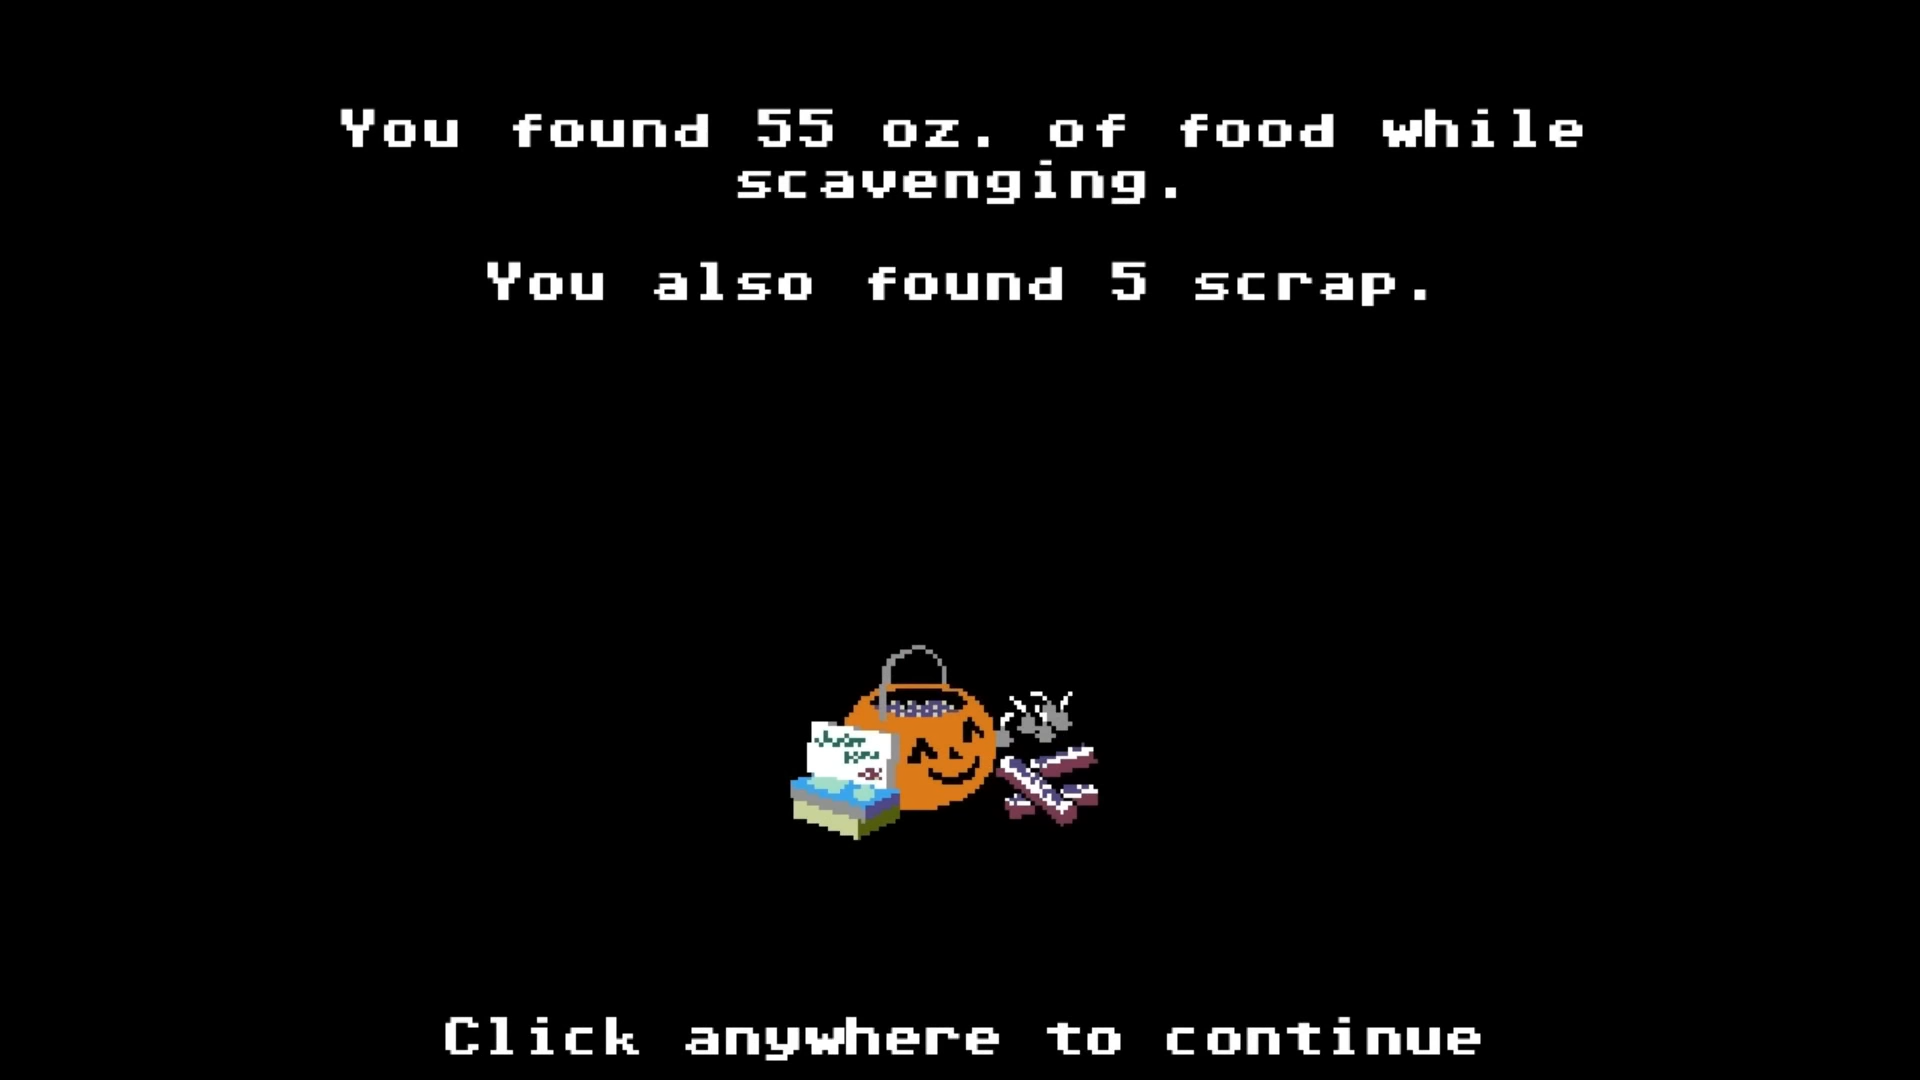 You found 55 oz. of food while
scavenging.
You also found 5 scrap.
Click anywhere to continue